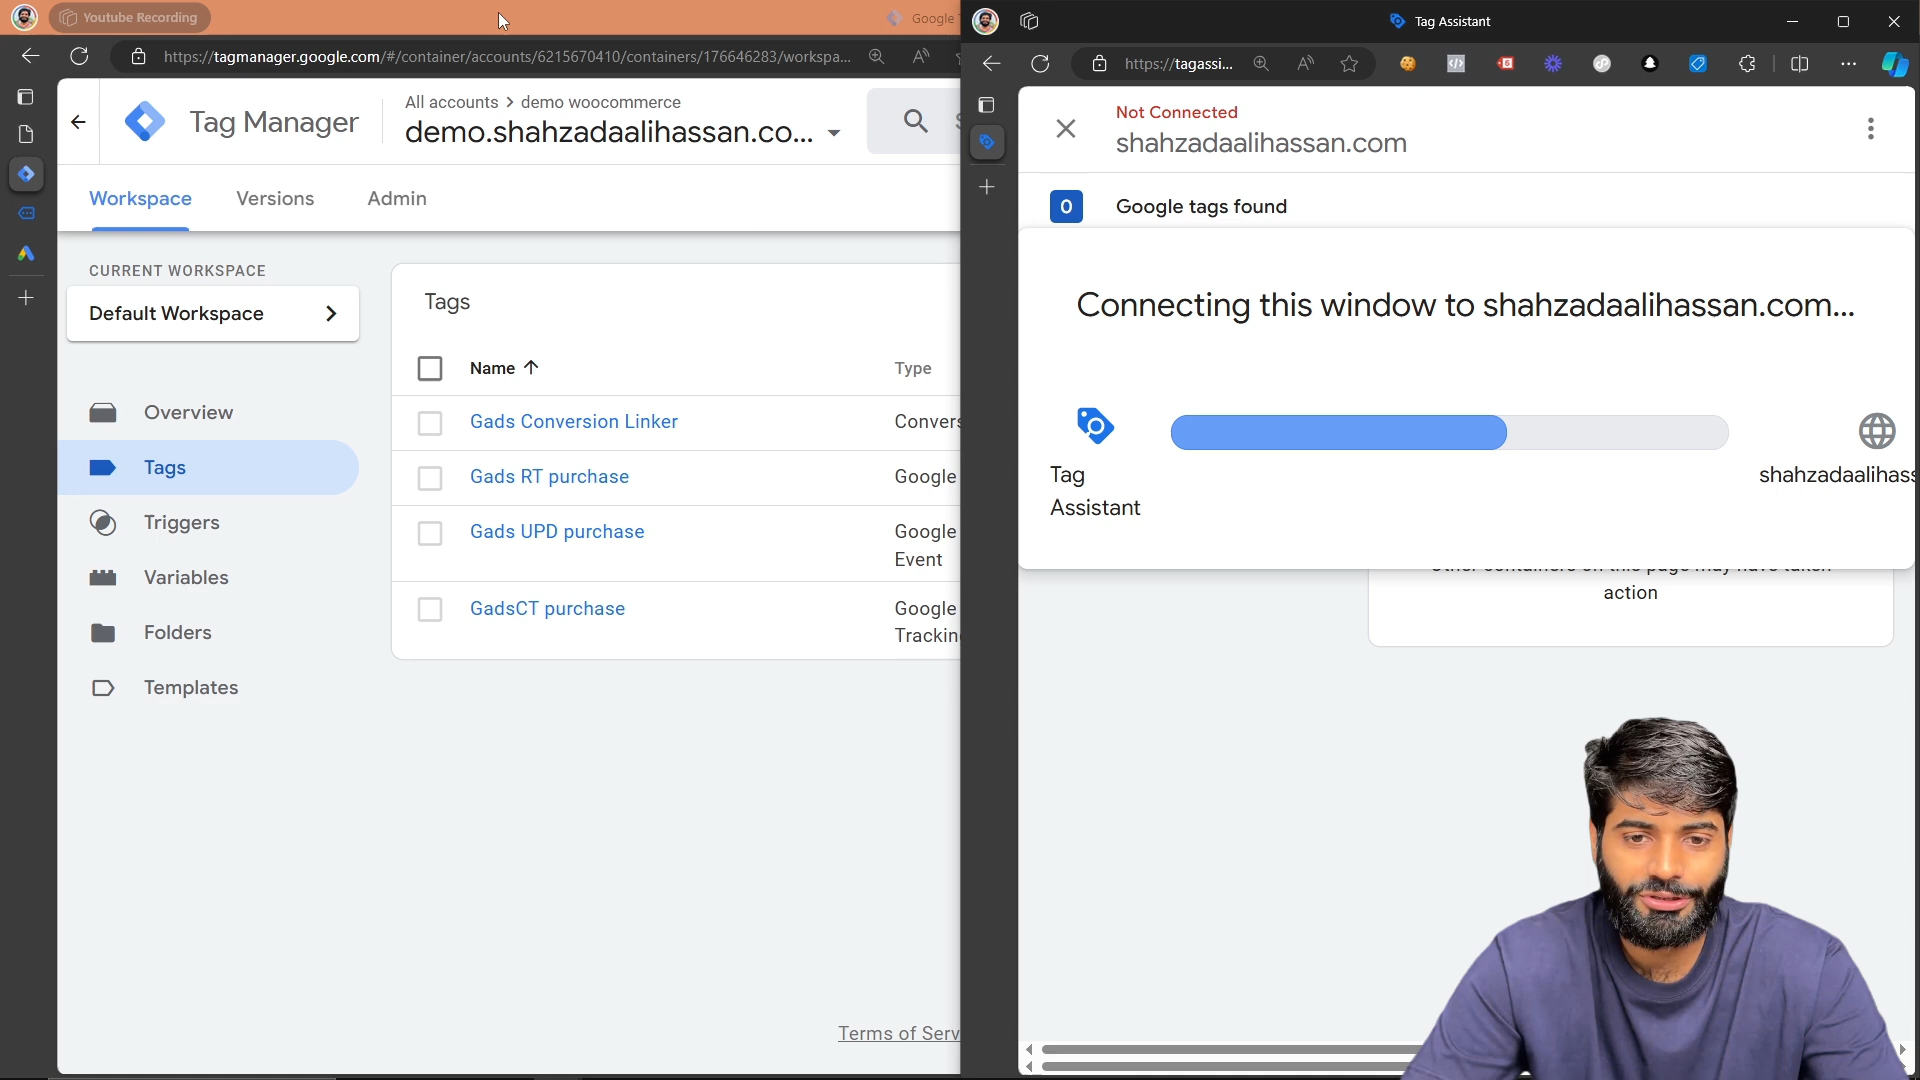 Youtube Recording
Google
https://tagmanager.google.com/#/container/accounts/6215670410/containers/176646283/workspa...
Tag Manager
All accounts > demo woocommerce
demo.shahzadaalihassan.co...
Workspace
Versions
Admin
CURRENT WORKSPACE
Default Workspace
Overview
Tags
Triggers
Variables
Folders
Templates
Tags
Name
Type
Gads Conversion Linker
Convers
Gads RT purchase
Google
Gads UPD purchase
Google
Event
GadsCT purchase
Google
Trackin
Terms of Serv
Tag Assistant
https://tagassi...
Not Connected
shahzadaalihassan.com
0
Google tags found
Connecting this window to shahzadaalihassan.com...
Tag
Assistant
shahzadaalihass
action